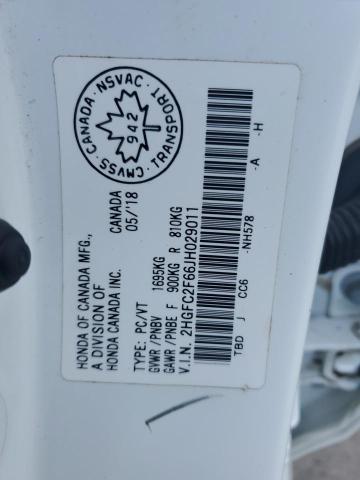 HONDA OF CANADA MFG.,
A DIVISION OF
HONDA CANADA INC.
CANADA
05/'18
CMVSS · CANADA · NSVAC
TRANSPORT
942
TYPE: PC/VT
GVWR/PNBV 1695KG
GAWR/PNBE F 900KG R 810KG
V.I.N. 2HGFC2F66JH029011
TBD J CC6 -NH578 -A -H